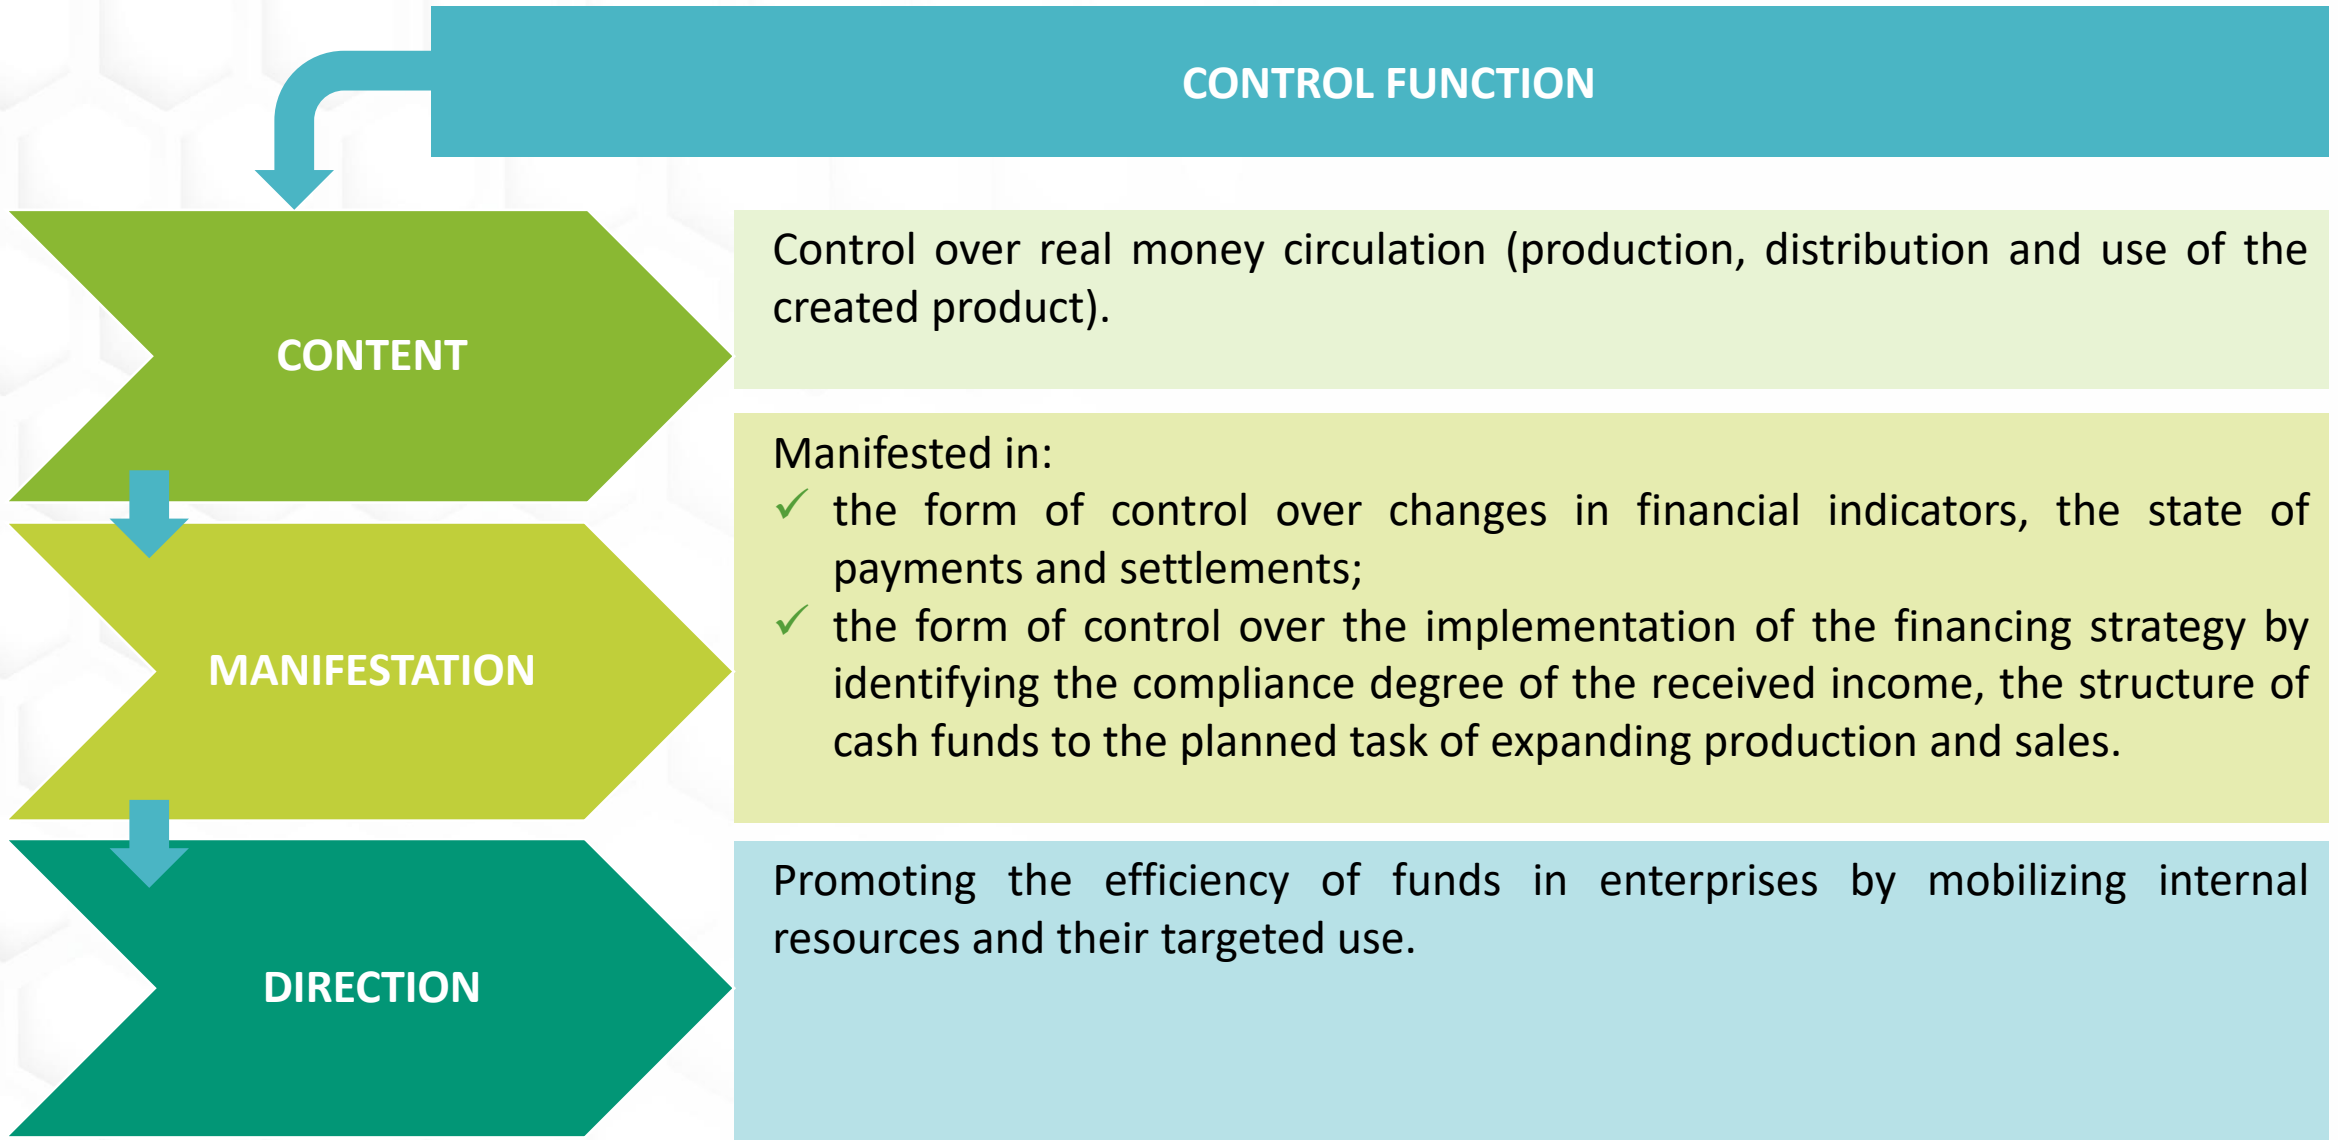 CONTROL FUNCTION
CONTENT
Control over real money circulation (production, distribution and use of the
created product).
MANIFESTATION
Manifested in:
✓ the form of control over changes in financial indicators, the state of
payments and settlements;
✓ the form of control over the implementation of the financing strategy by
identifying the compliance degree of the received income, the structure of
cash funds to the planned task of expanding production and sales.
DIRECTION
Promoting the efficiency of funds in enterprises by mobilizing internal
resources and their targeted use.